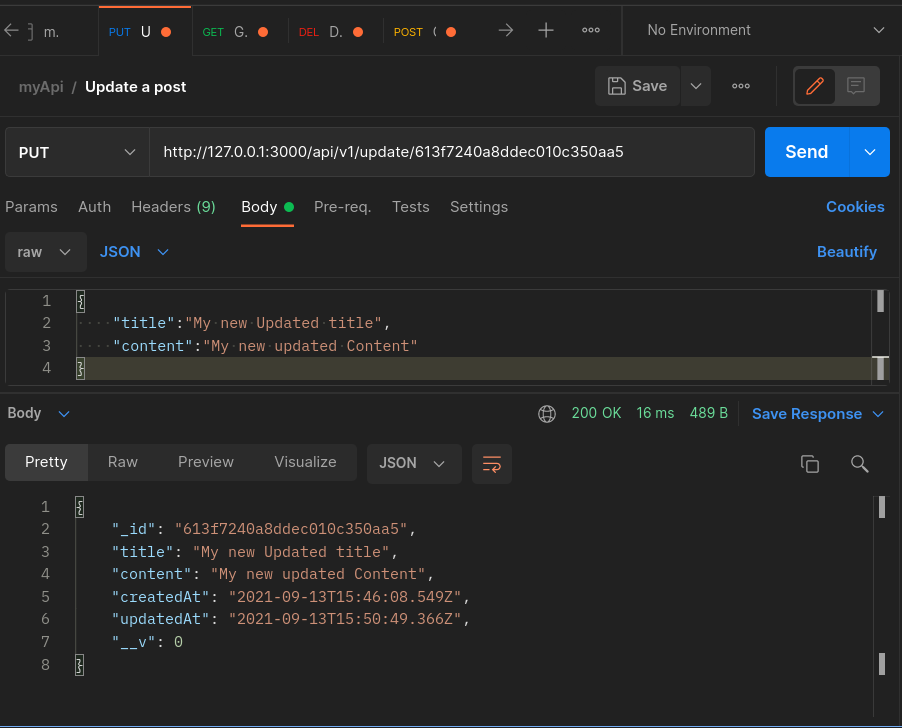 m. PUT U GET G. DEL D. POST No Environment
myApi / Update a post Save
PUT http://127.0.0.1:3000/api/v1/update/613f7240a8ddec010c350aa5 Send
Params Auth Headers (9) Body Pre-req. Tests Settings Cookies
raw JSON Beautify
1 {
2 "title":"My new Updated title",
3 "content":"My new updated Content"
4 }
Body 200 OK 16 ms 489 B Save Response
Pretty Raw Preview Visualize JSON
1 {
2 "_id": "613f7240a8ddec010c350aa5",
3 "title": "My new Updated title",
4 "content": "My new updated Content",
5 "createdAt": "2021-09-13T15:46:08.549Z",
6 "updatedAt": "2021-09-13T15:50:49.366Z",
7 "__v": 0
8 }